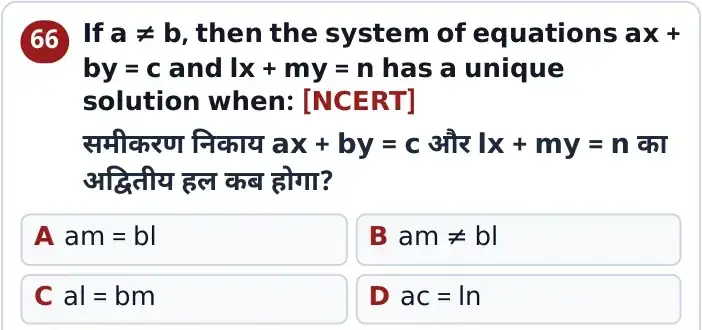 66 If a ≠ b, then the system of equations ax +
by = c and lx + my = n has a unique
solution when: [NCERT]
समीकरण निकाय ax + by = c और lx + my = n का
अद्वितीय हल कब होगा?
A am = bl
B am ≠ bl
C al = bm
D ac = ln